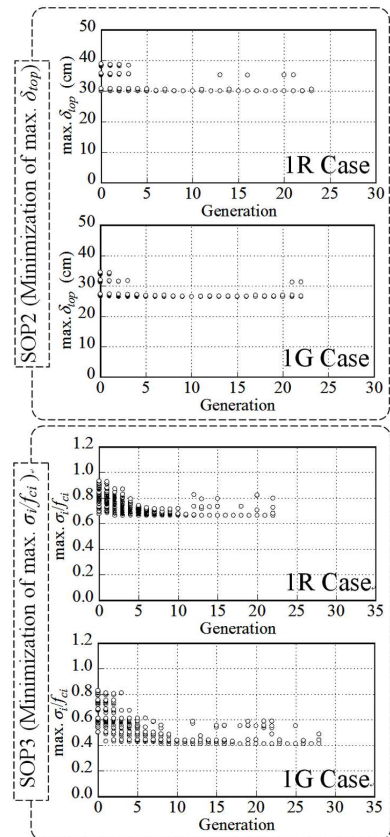 SOP2 (Minimization of max. δtop)
max. δtop (cm)
50
40
30
20
10
0
1R Case
0 5 10 15 20 25 30
Generation
max. δtop (cm)
50
40
30
20
10
0
1G Case
0 5 10 15 20 25 30
Generation
SOP3 (Minimization of max. σi/fci)
max. σi/fci
1.2
1.0
0.8
0.6
0.4
0.2
0.0
1R Case
0 5 10 15 20 25 30 35
Generation
max. σi/fci
1.2
1.0
0.8
0.6
0.4
0.2
0.0
1G Case
0 5 10 15 20 25 30 35
Generation